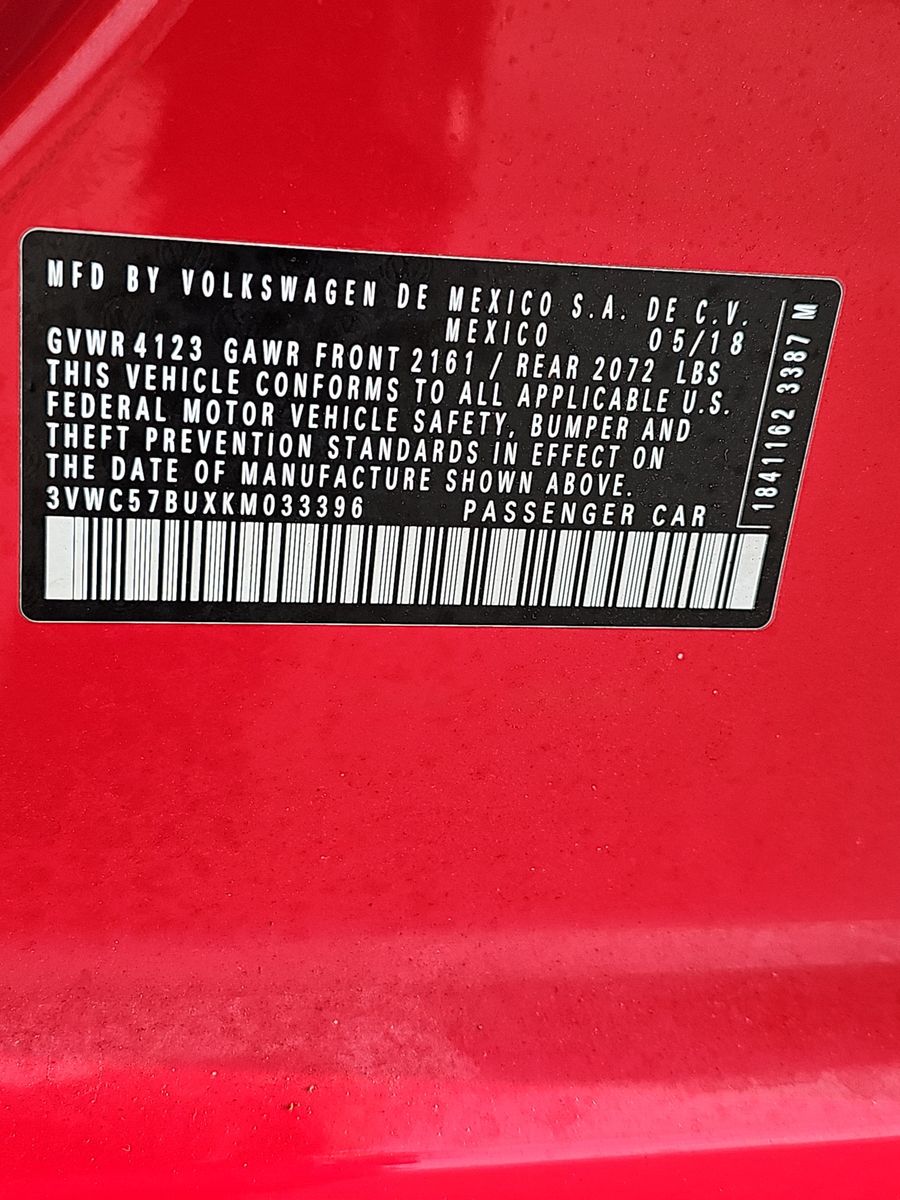 MFD BY VOLKSWAGEN DE MEXICO S.A. DE C.V.
MEXICO 05/18
GVWR 4123 GAWR FRONT 2161 / REAR 2072 LBS
THIS VEHICLE CONFORMS TO ALL APPLICABLE U.S.
FEDERAL MOTOR VEHICLE SAFETY, BUMPER AND
THEFT PREVENTION STANDARDS IN EFFECT ON
THE DATE OF MANUFACTURE SHOWN ABOVE.
3VWC57BUXKM033396 PASSENGER CAR
1841162 3387 M